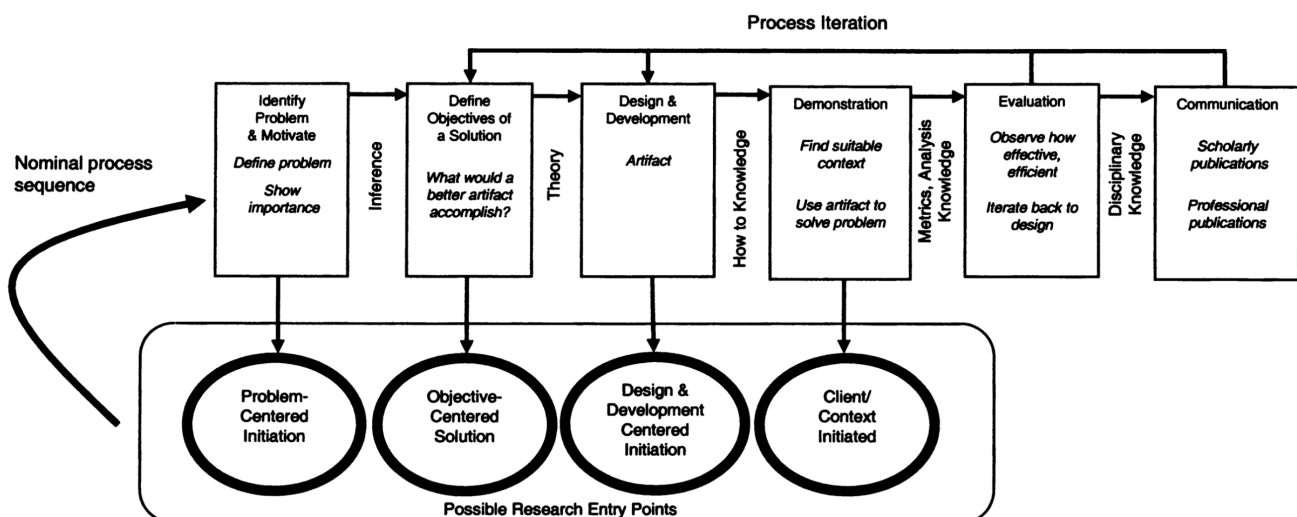 Process Iteration
Nominal process
sequence
Identify
Problem
& Motivate
Define problem
Show
importance
Inference
Define
Objectives of
a Solution
What would a
better artifact
accomplish?
Theory
Design &
Development
Artifact
How to Knowledge
Demonstration
Find suitable
context
Use artifact to
solve problem
Metrics, Analysis
Knowledge
Evaluation
Observe how
effective,
efficient
Iterate back to
design
Disciplinary
Knowledge
Communication
Scholarly
publications
Professional
publications
Problem-
Centered
Initiation
Objective-
Centered
Solution
Design &
Development
Centered
Initiation
Client/
Context
Initiated
Possible Research Entry Points